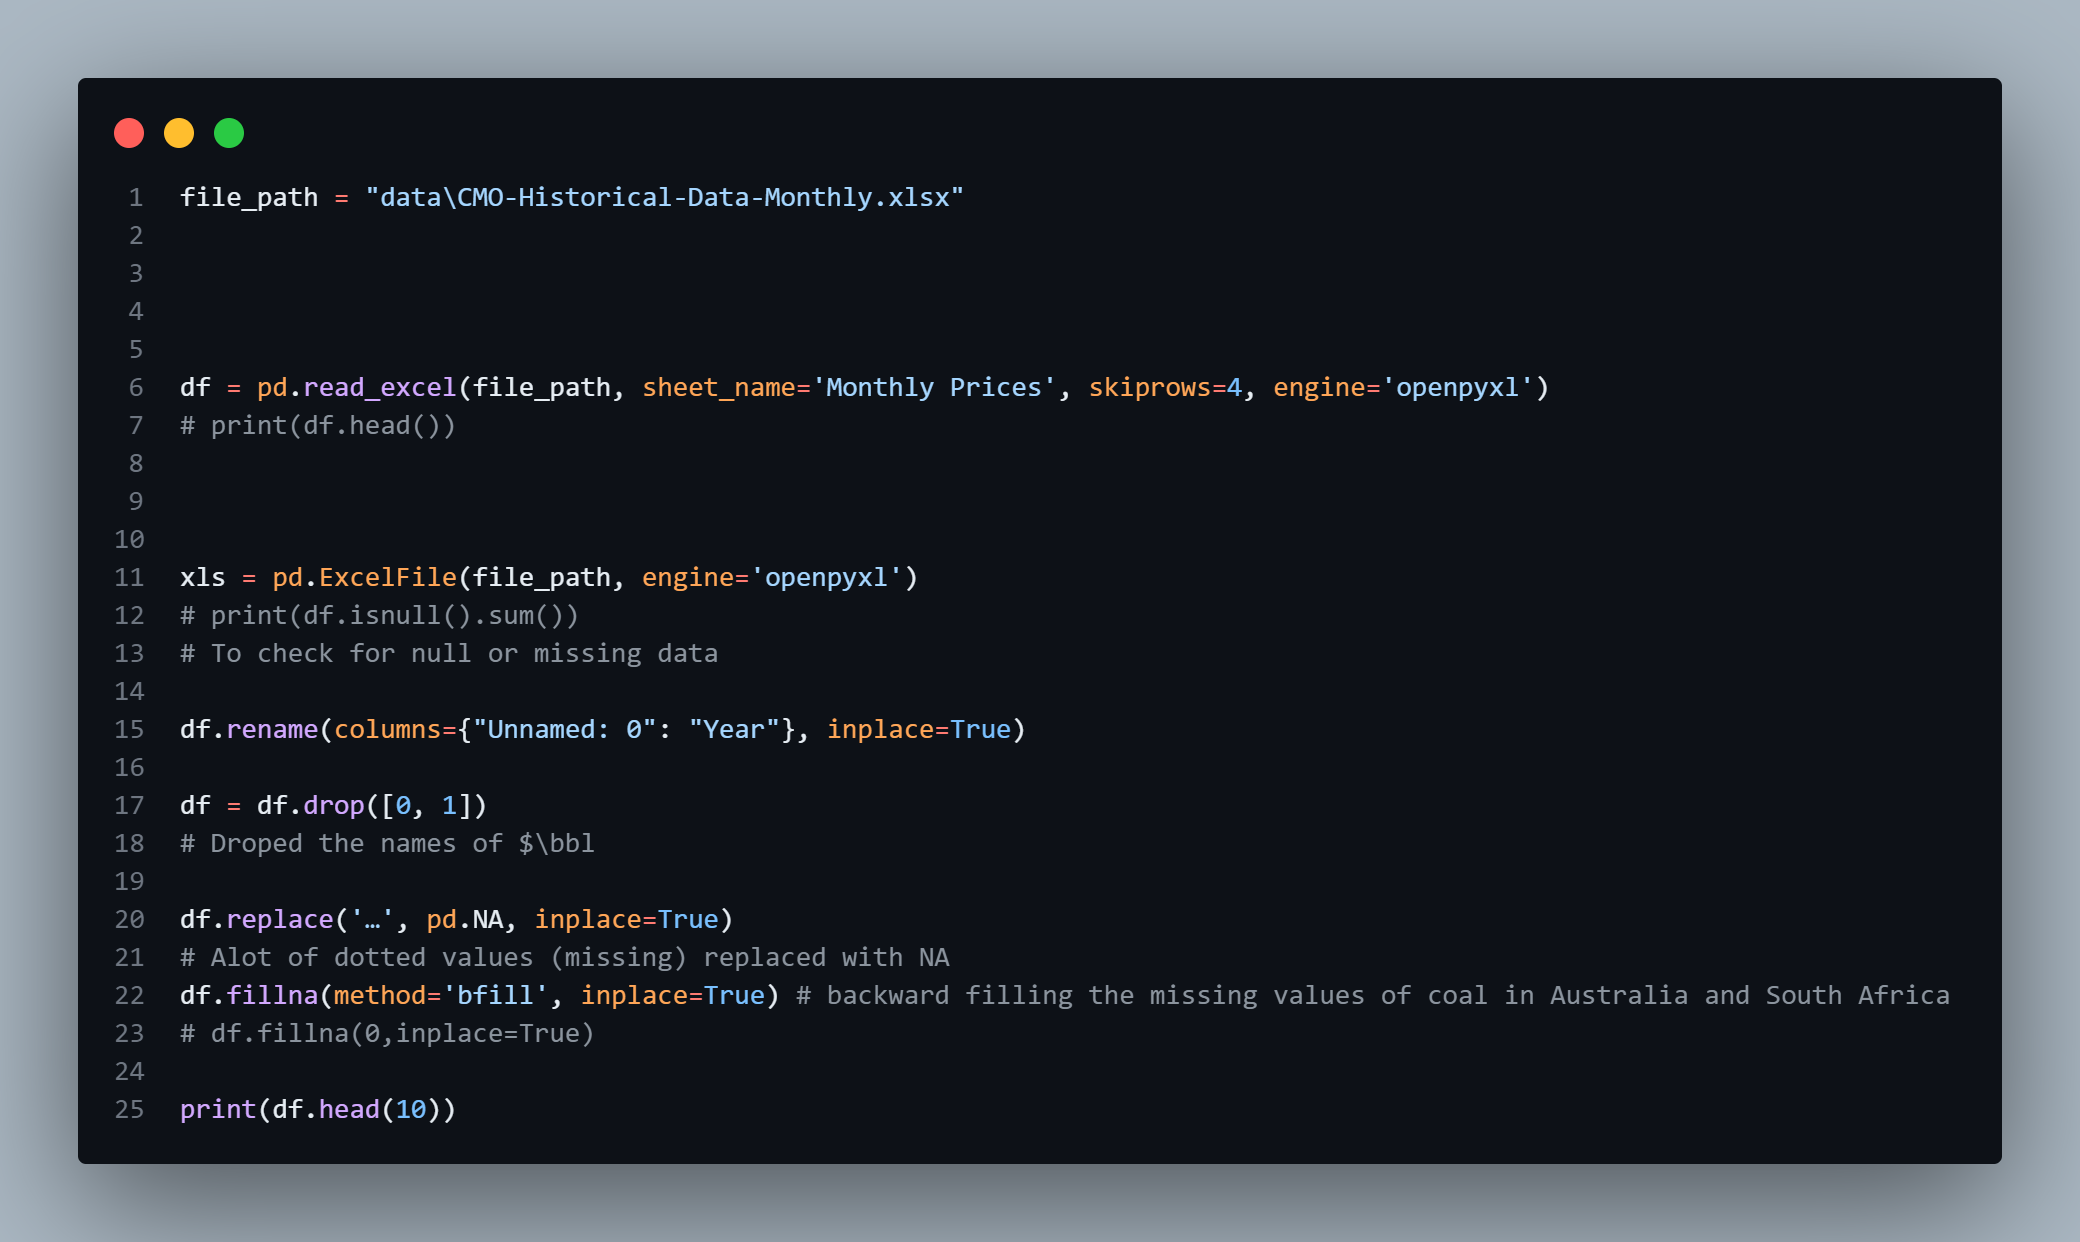 1 file_path = "data\CMO-Historical-Data-Monthly.xlsx"
2
3
4
5
6 df = pd.read_excel(file_path, sheet_name='Monthly Prices', skiprows=4, engine='openpyxl')
7 # print(df.head())
8
9
10
11 xls = pd.ExcelFile(file_path, engine='openpyxl')
12 # print(df.isnull().sum())
13 # To check for null or missing data
14
15 df.rename(columns={"Unnamed: 0": "Year"}, inplace=True)
16
17 df = df.drop([0, 1])
18 # Droped the names of $\bbl
19
20 df.replace('…', pd.NA, inplace=True)
21 # Alot of dotted values (missing) replaced with NA
22 df.fillna(method='bfill', inplace=True) # backward filling the missing values of coal in Australia and South Africa
23 # df.fillna(0,inplace=True)
24
25 print(df.head(10))